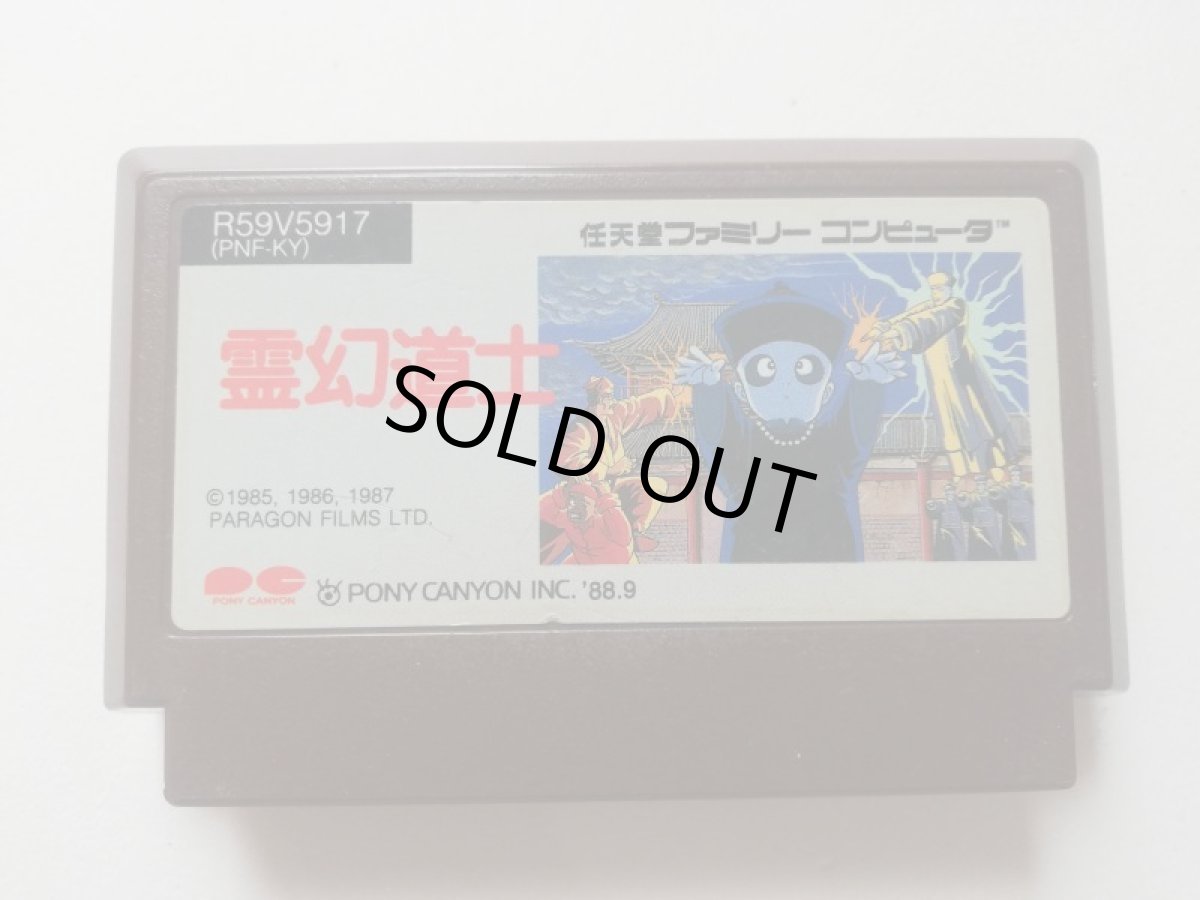 R59V5917
(PNF-KY)
任天堂ファミリーコンピュータ™
霊幻道士
SOLD OUT
©1985, 1986, 1987
PARAGON FILMS LTD.
PONY CANYON
PONY CANYON INC. '88.9